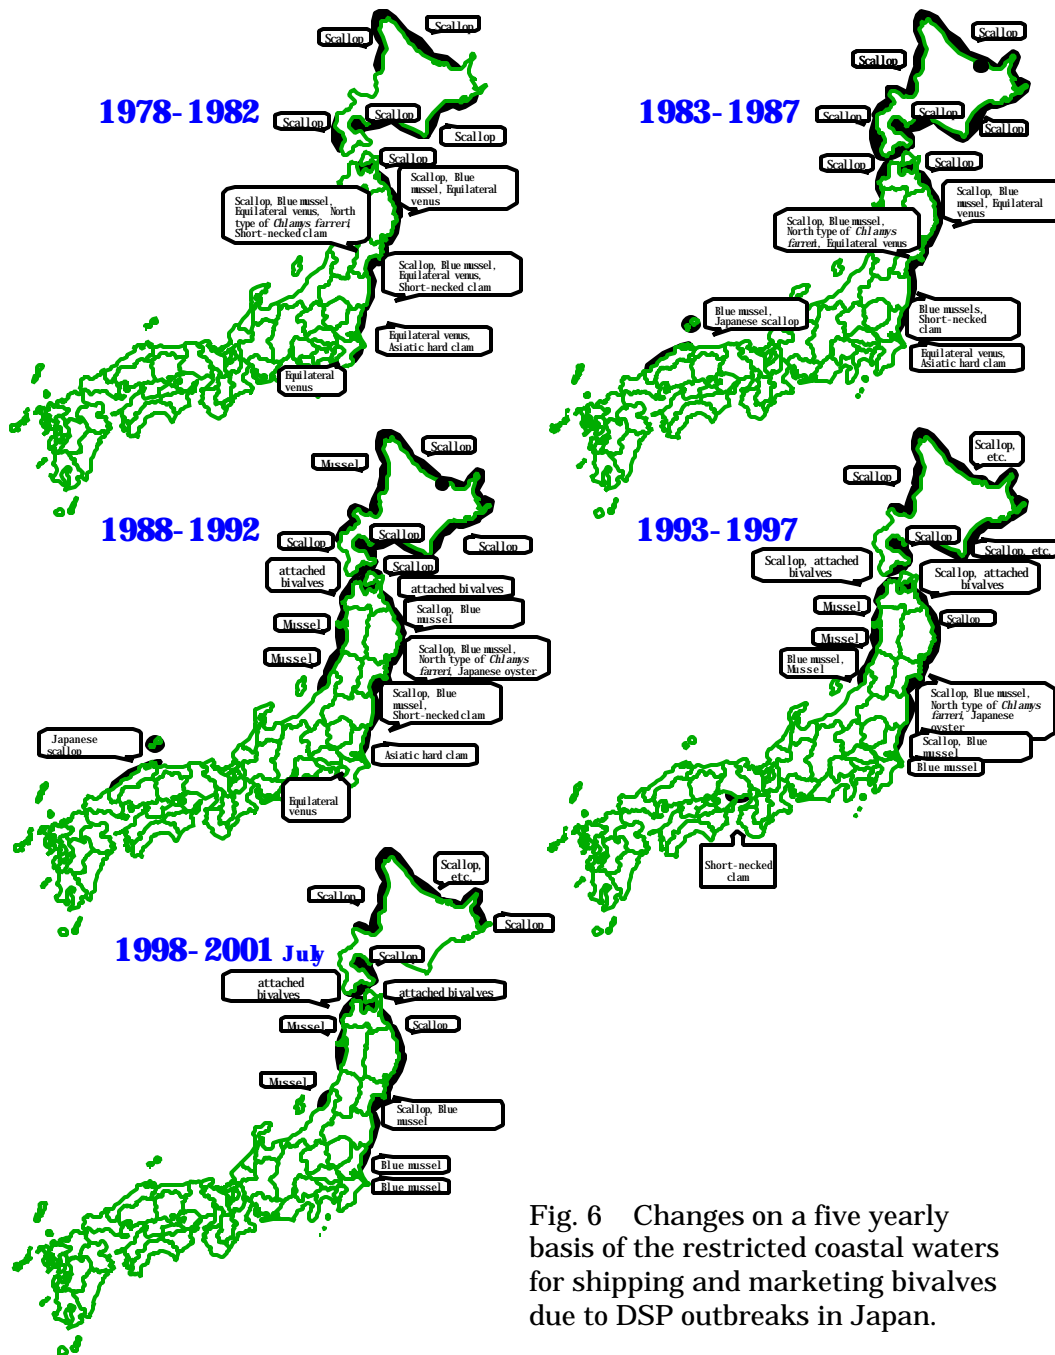 Scallop
Scallop
1978-1982
Scallop
Scallop
Scallop
Scallop
Scallop, Blue
mussel, Equilateral
venus
Scallop, Blue mussel,
Equilateral venus, North
type of Chlamys farreri,
Short-necked clam
Scallop, Blue mussel,
Equilateral venus,
Short-necked clam
Equilateral venus,
Asiatic hard clam
Equilateral
venus
Scallop
Scallop
1983-1987
Scallop
Scallop
Scallop
Scallop
Scallop
Scallop, Blue
mussel, Equilateral
venus
Scallop, Blue mussel,
North type of Chlamys
farreri, Equilateral venus
Blue mussel,
Japanese scallop
Blue mussels,
Short-necked
clam
Equilateral venus,
Asiatic hard clam
Mussel
Scallop
1988-1992
Scallop
Scallop
Scallop
Scallop
attached
bivalves
attached bivalves
Scallop, Blue
mussel
Mussel
Mussel
Scallop, Blue mussel,
North type of Chlamys
farreri, Japanese oyster
Scallop, Blue
mussel,
Short-necked clam
Japanese
scallop
Asiatic hard clam
Equilateral
venus
Scallop,
etc.
Scallop
1993-1997
Scallop
Scallop, etc.
Scallop, attached
bivalves
Scallop, attached
bivalves
Mussel
Scallop
Mussel
Blue mussel,
Mussel
Scallop, Blue mussel,
North type of Chlamys
farreri, Japanese
oyster
Scallop, Blue
mussel
Blue mussel
Short-necked
clam
Scallop,
etc.
Scallop
Scallop
1998-2001 July
Scallop
attached
bivalves
attached bivalves
Mussel
Scallop
Mussel
Scallop, Blue
mussel
Blue mussel
Blue mussel
Fig. 6 Changes on a five yearly
basis of the restricted coastal waters
for shipping and marketing bivalves
due to DSP outbreaks in Japan.